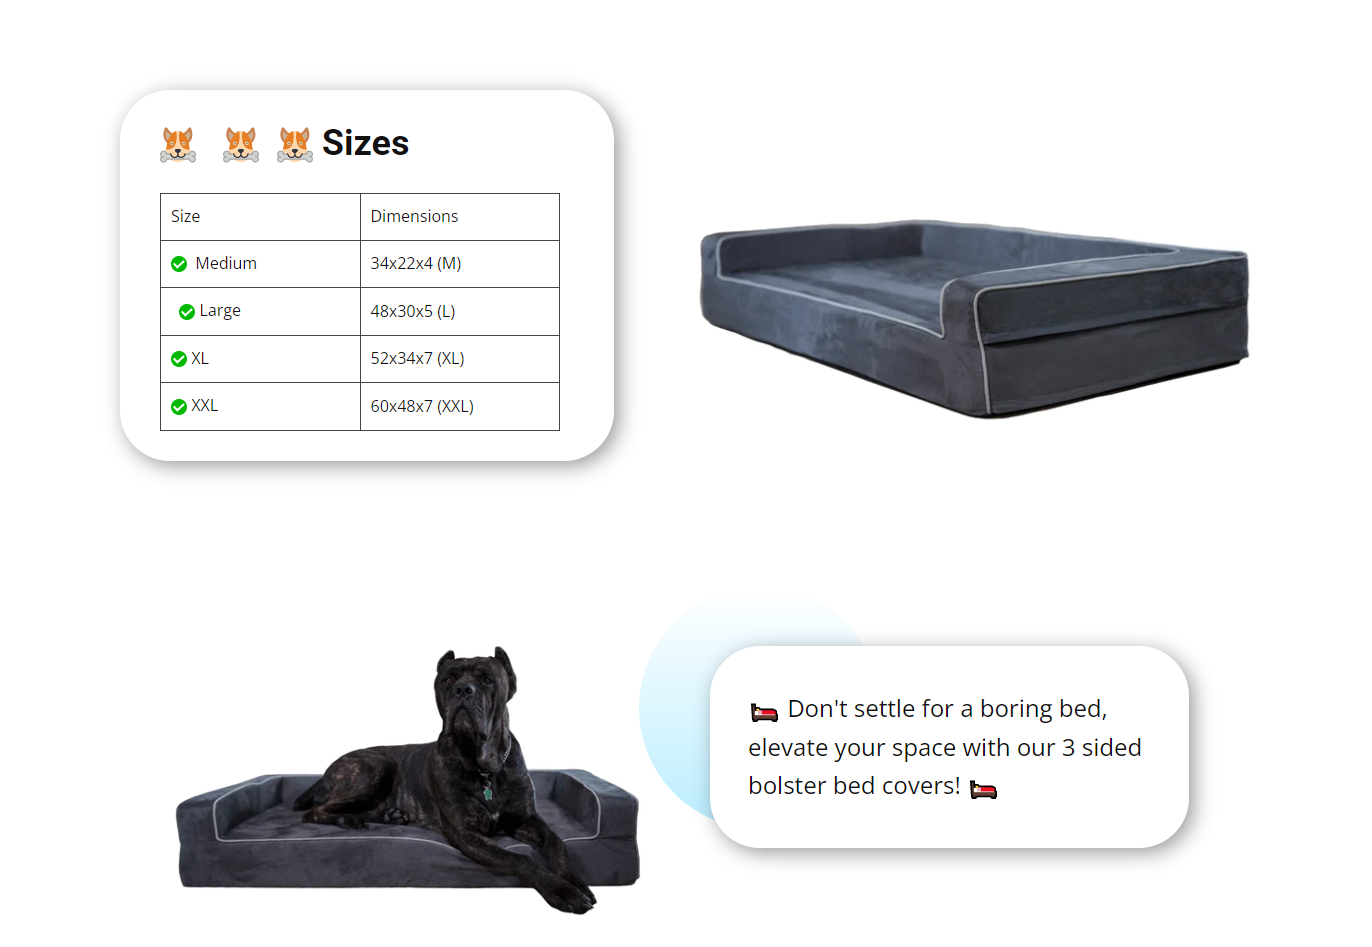 Sizes
Size Dimensions
Medium 34x22x4 (M)
Large 48x30x5 (L)
XL 52x34x7 (XL)
XXL 60x48x7 (XXL)
Don't settle for a boring bed,
elevate your space with our 3 sided
bolster bed covers!